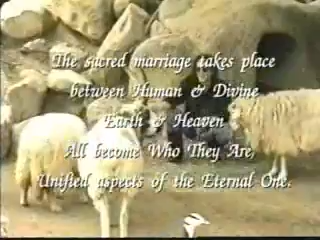 The sacred marriage takes place
between Human & Divine
Earth & Heaven
All become Who They Are,
Unified aspects of the Eternal One.